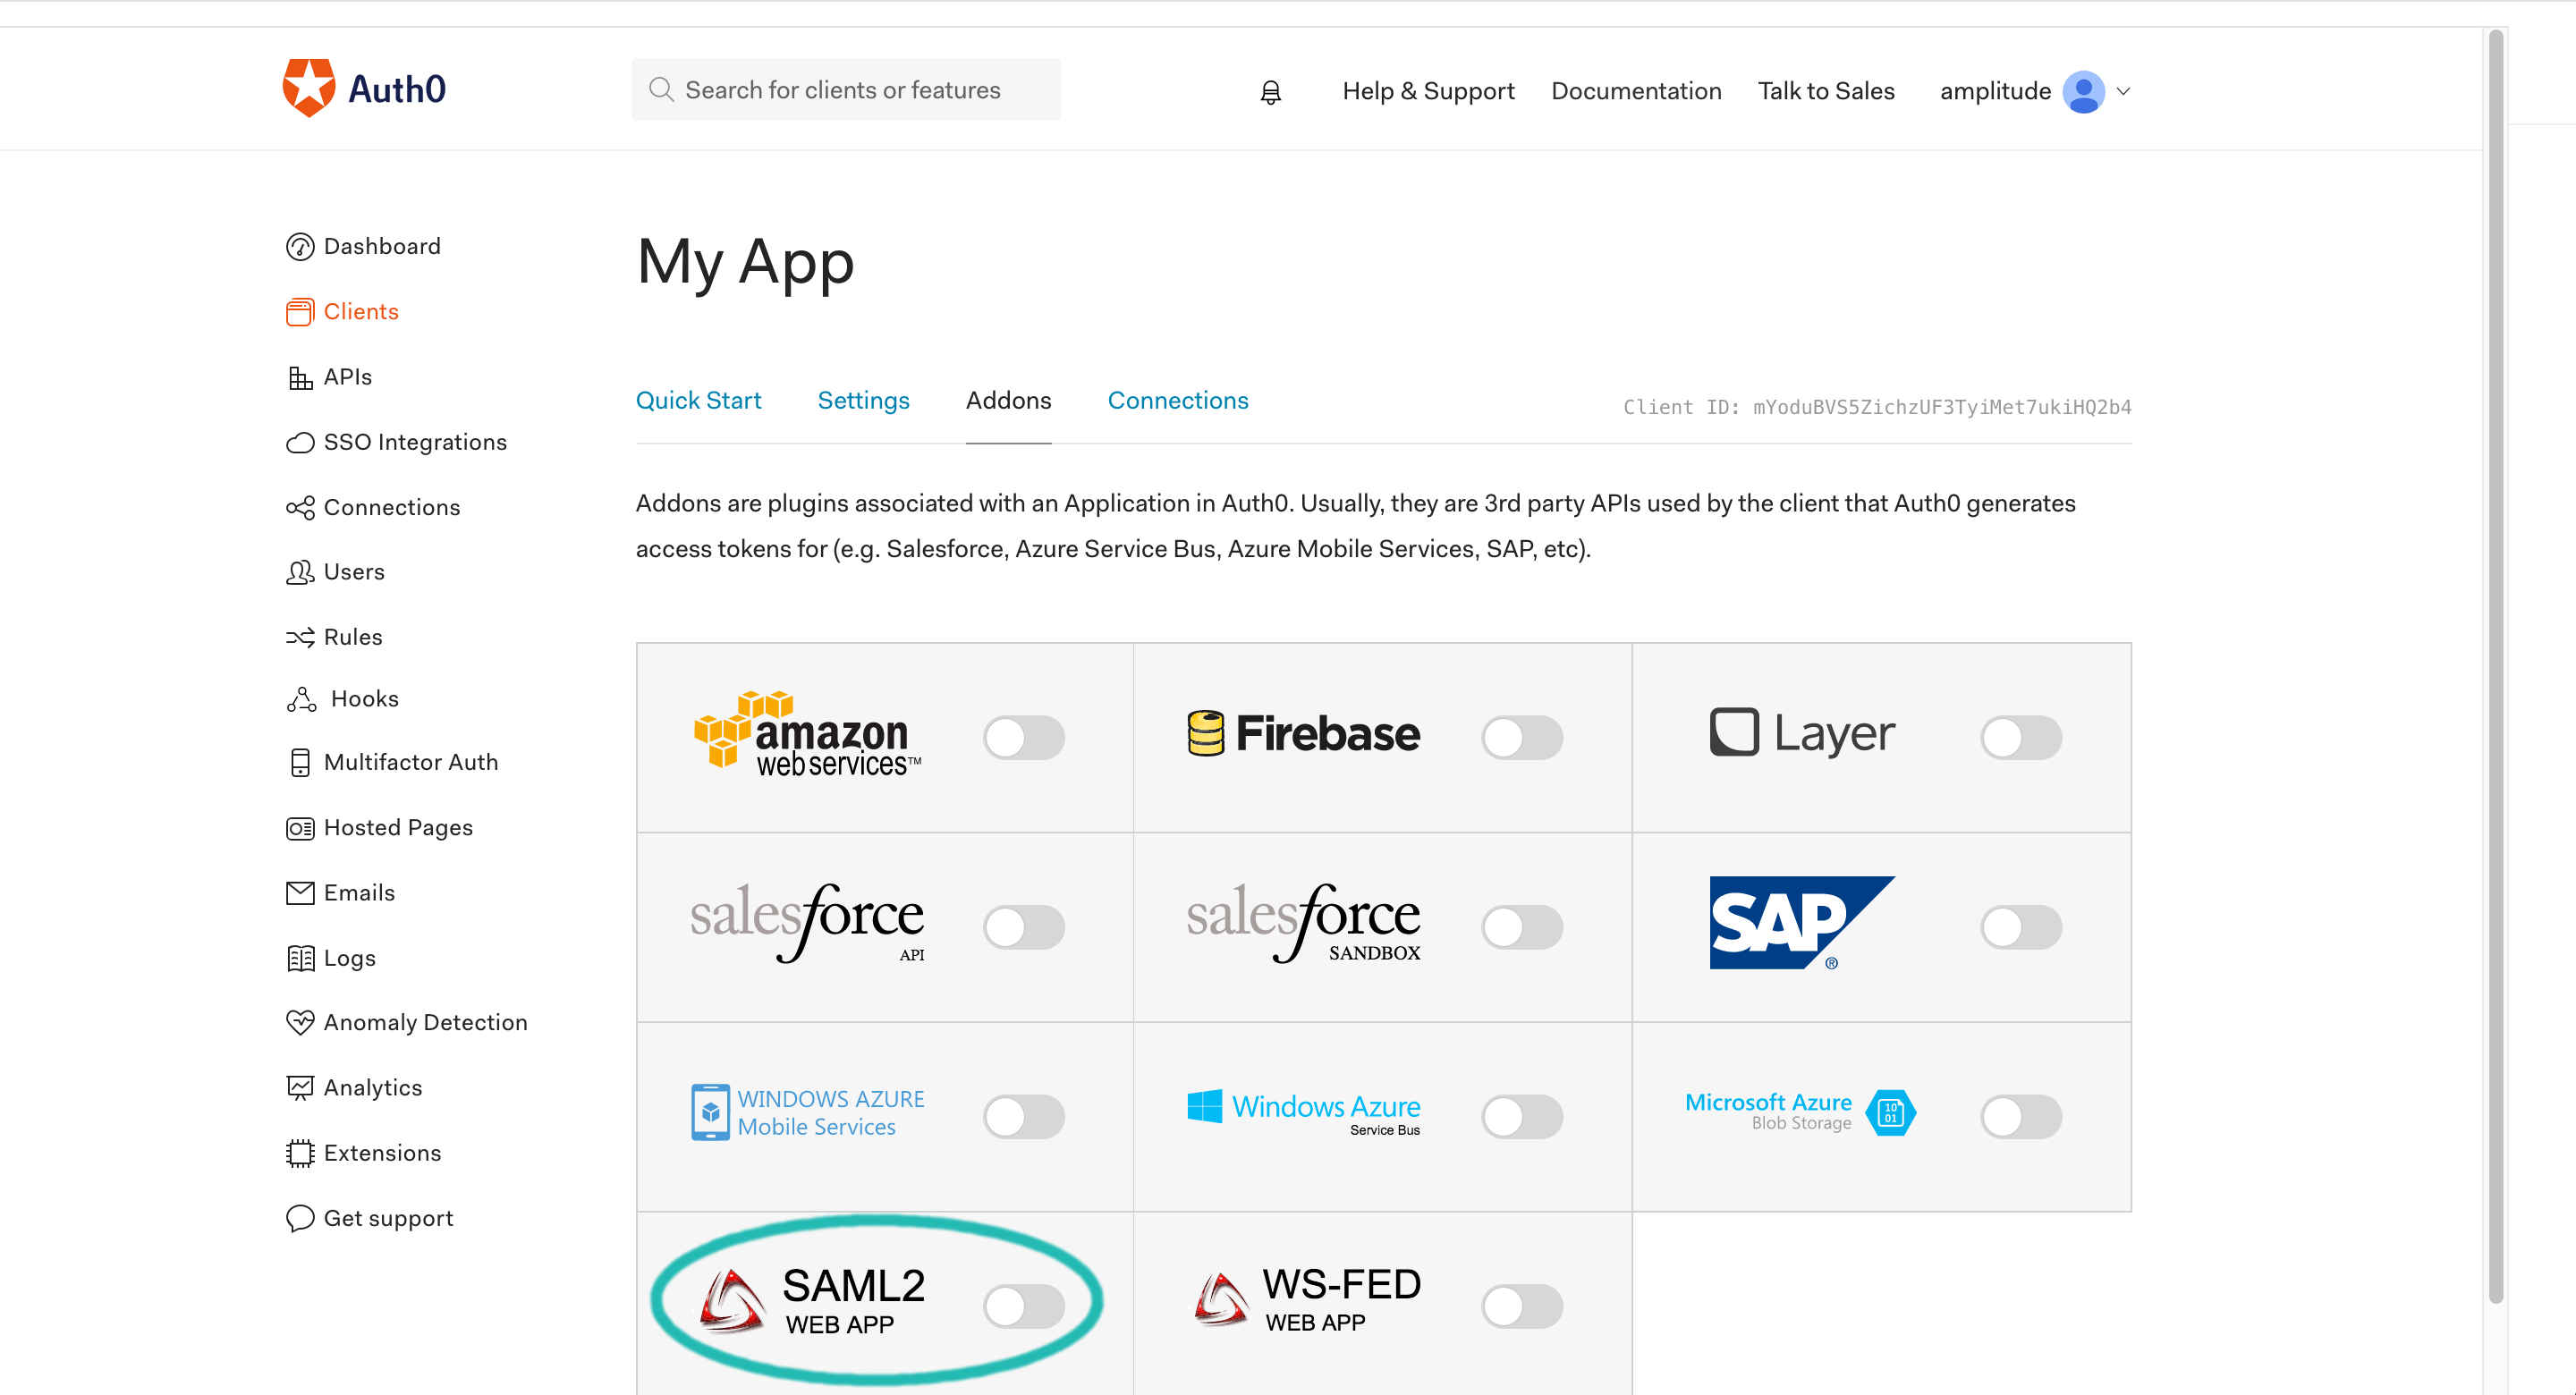 Auth0
Search for clients or features
Help & Support
Documentation
Talk to Sales
amplitude
Dashboard
Clients
APIs
SSO Integrations
Connections
Users
Rules
Hooks
Multifactor Auth
Hosted Pages
Emails
Logs
Anomaly Detection
Analytics
Extensions
Get support
My App
Quick Start
Settings
Addons
Connections
Client ID: mYoduBVS5ZichzUF3TyiMet7ukiHQ2b4
Addons are plugins associated with an Application in Auth0. Usually, they are 3rd party APIs used by the client that Auth0 generates
access tokens for (e.g. Salesforce, Azure Service Bus, Azure Mobile Services, SAP, etc).
amazon
web services™
Firebase
Layer
salesforce
API
salesforce
SANDBOX
SAP
®
WINDOWS AZURE
Mobile Services
Windows Azure
Service Bus
Microsoft Azure
Blob Storage
10
01
SAML2
WEB APP
WS-FED
WEB APP